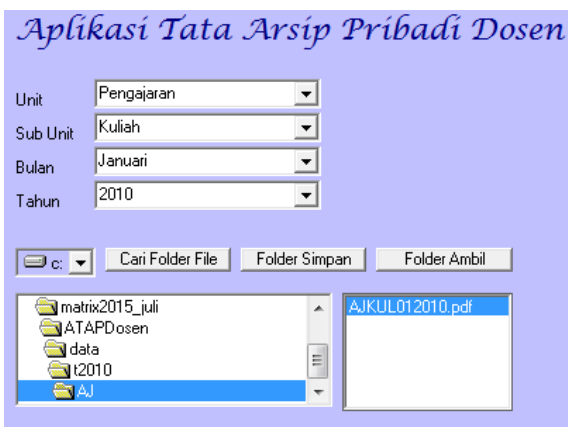 Aplikasi Tata Arsip Pribadi Dosen
Unit Pengajaran
Sub Unit Kuliah
Bulan Januari
Tahun 2010
c: Cari Folder File Folder Simpan Folder Ambil
matrix2015_juli
ATAPDosen
data
t2010
AJ
AJKUL012010.pdf